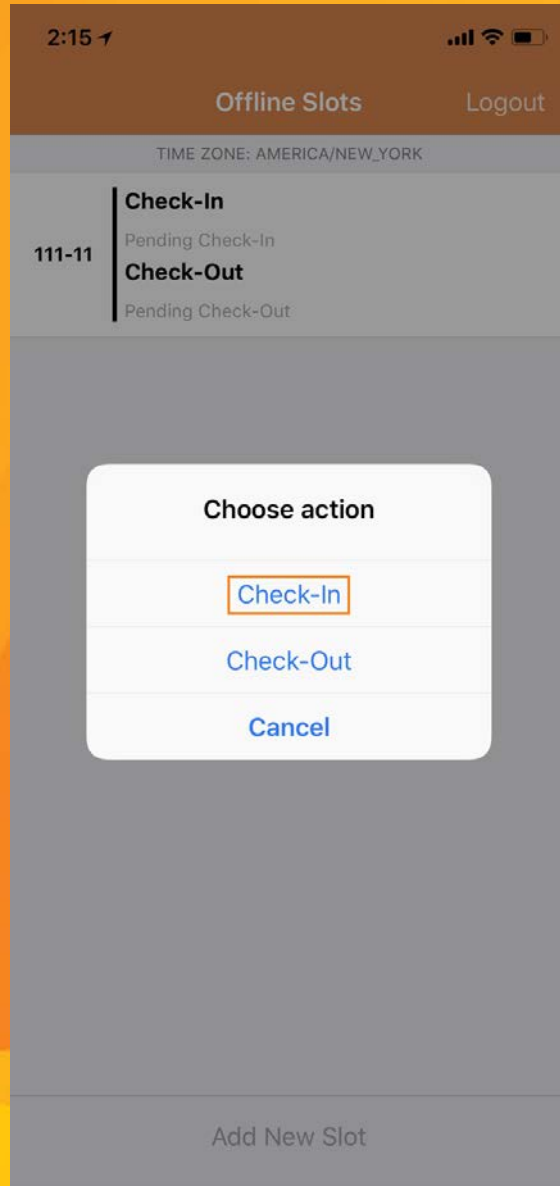 2:15
Offline Slots
Logout
TIME ZONE: AMERICA/NEW_YORK
111-11
Check-In
Pending Check-In
Check-Out
Pending Check-Out
Choose action
Check-In
Check-Out
Cancel
Add New Slot